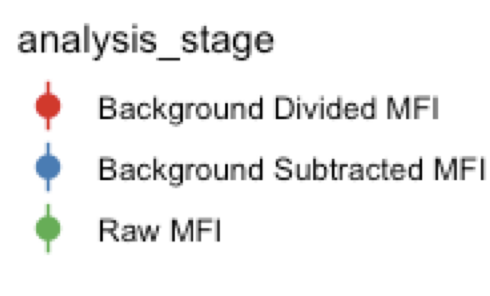 analysis_stage
Background Divided MFI
Background Subtracted MFI
Raw MFI